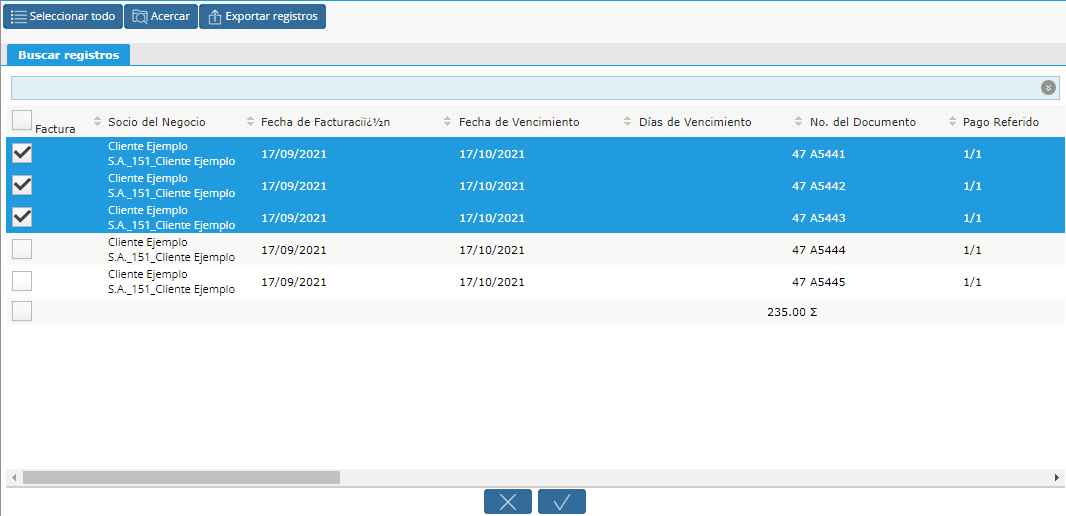 Seleccionar todo Acercar Exportar registros
Buscar registros
Factura Socio del Negocio Fecha de Facturaciï¿½n Fecha de Vencimiento Días de Vencimiento No. del Documento Pago Referido
Cliente Ejemplo
S.A._151_Cliente Ejemplo 17/09/2021 17/10/2021 47 A5441 1/1
Cliente Ejemplo
S.A._151_Cliente Ejemplo 17/09/2021 17/10/2021 47 A5442 1/1
Cliente Ejemplo
S.A._151_Cliente Ejemplo 17/09/2021 17/10/2021 47 A5443 1/1
Cliente Ejemplo
S.A._151_Cliente Ejemplo 17/09/2021 17/10/2021 47 A5444 1/1
Cliente Ejemplo
S.A._151_Cliente Ejemplo 17/09/2021 17/10/2021 47 A5445 1/1
235.00 Σ